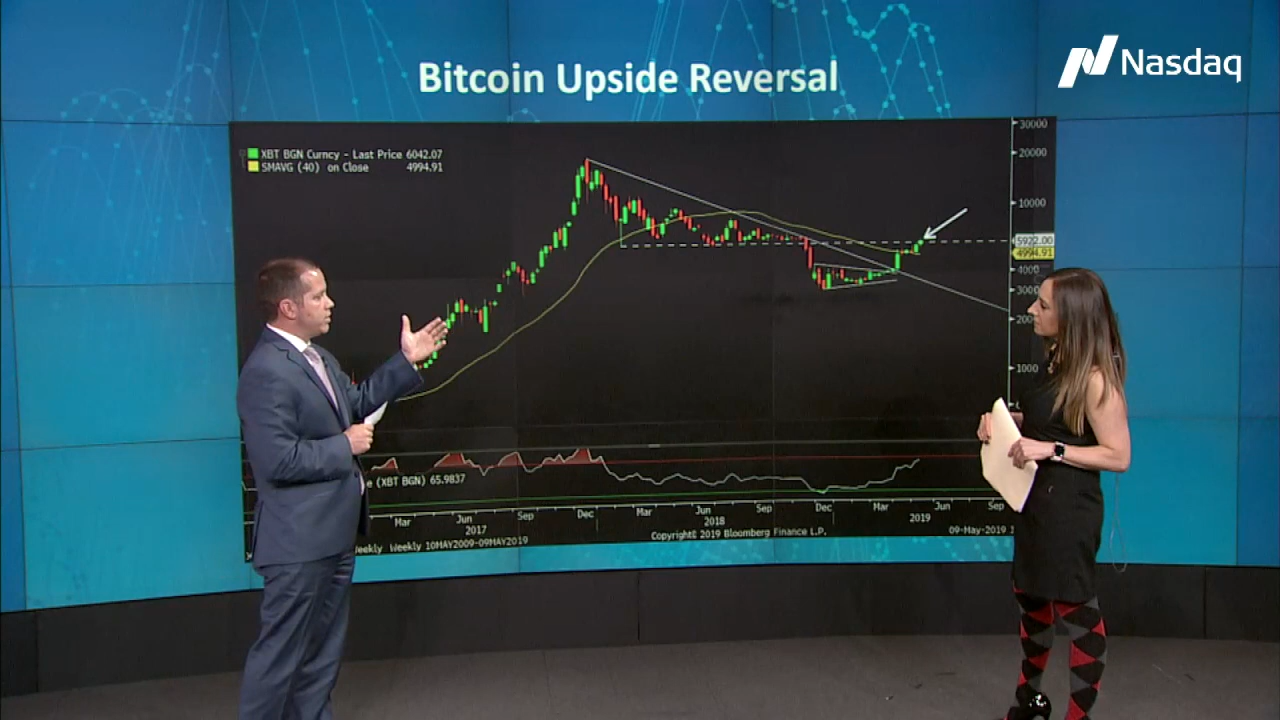 Nasdaq
Bitcoin Upside Reversal
XBT BGN Curncy - Last Price 6042.07
SMAVG (40) on Close 4994.91
30000
20000
10000
5922.00
4994.91
4000
3000
1000
(XBT BGN) 65.9837
Mar Jun Sep Dec Mar Jun Sep Dec Mar Jun Sep
2017 2018 2019
Weekly 10MAY2009-09MAY2019
Copyright© 2019 Bloomberg Finance L.P.
09-May-2019